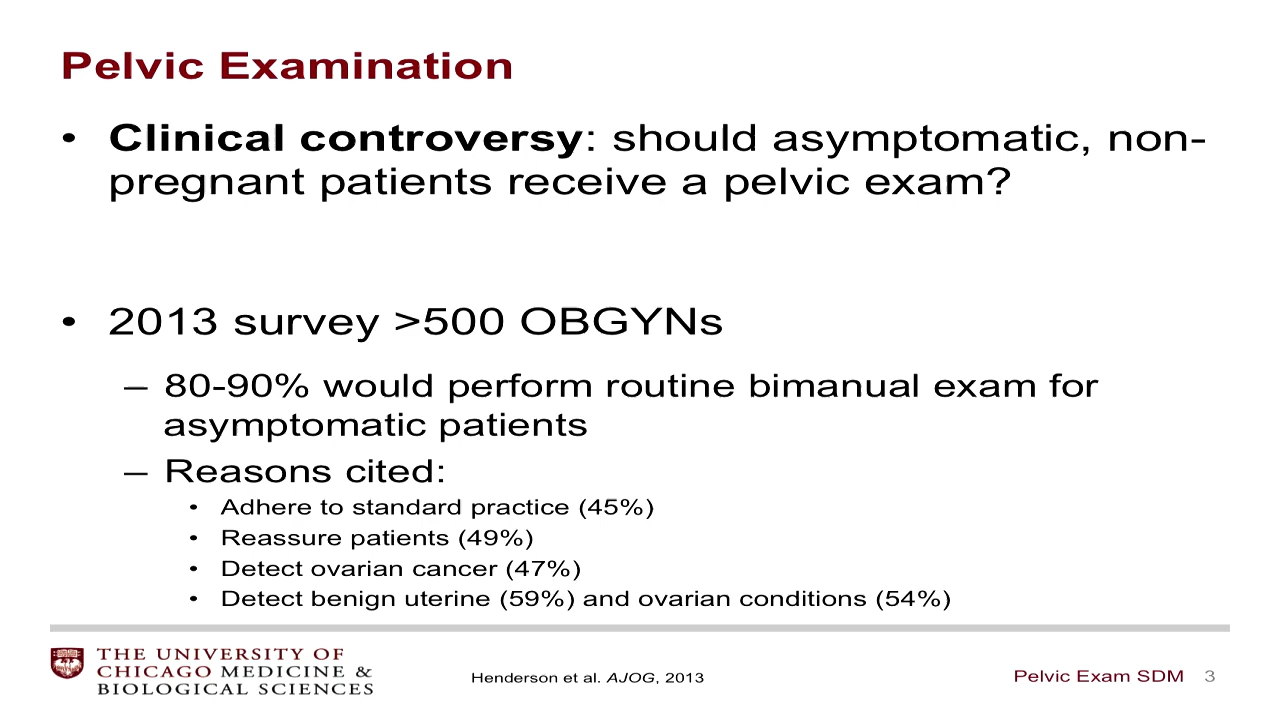 Pelvic Examination
• Clinical controversy: should asymptomatic, non-
pregnant patients receive a pelvic exam?
• 2013 survey >500 OBGYNs
– 80-90% would perform routine bimanual exam for
asymptomatic patients
– Reasons cited:
• Adhere to standard practice (45%)
• Reassure patients (49%)
• Detect ovarian cancer (47%)
• Detect benign uterine (59%) and ovarian conditions (54%)
THE UNIVERSITY OF
CHICAGO MEDICINE &
BIOLOGICAL SCIENCES
Henderson et al. AJOG, 2013
Pelvic Exam SDM 3